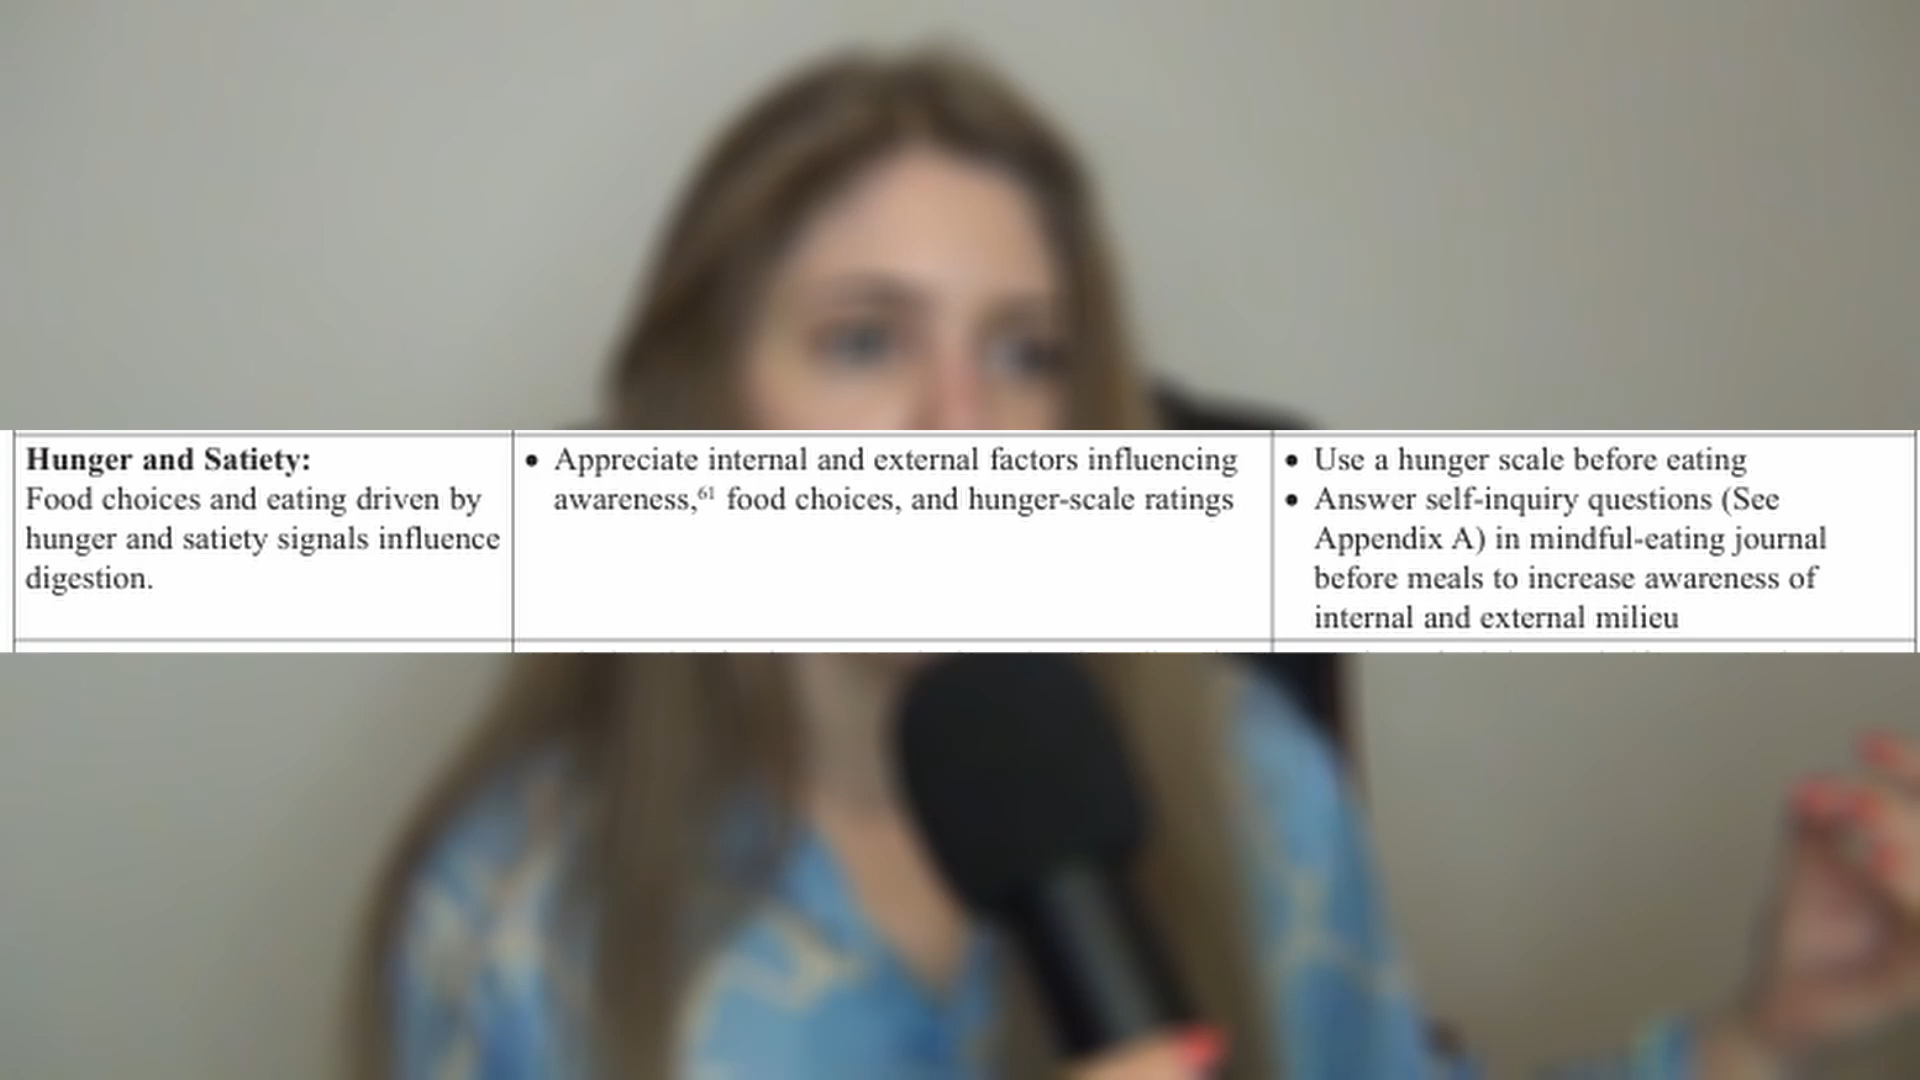 Hunger and Satiety:
Food choices and eating driven by
hunger and satiety signals influence
digestion.
• Appreciate internal and external factors influencing
awareness,⁶¹ food choices, and hunger-scale ratings
• Use a hunger scale before eating
• Answer self-inquiry questions (See
Appendix A) in mindful-eating journal
before meals to increase awareness of
internal and external milieu